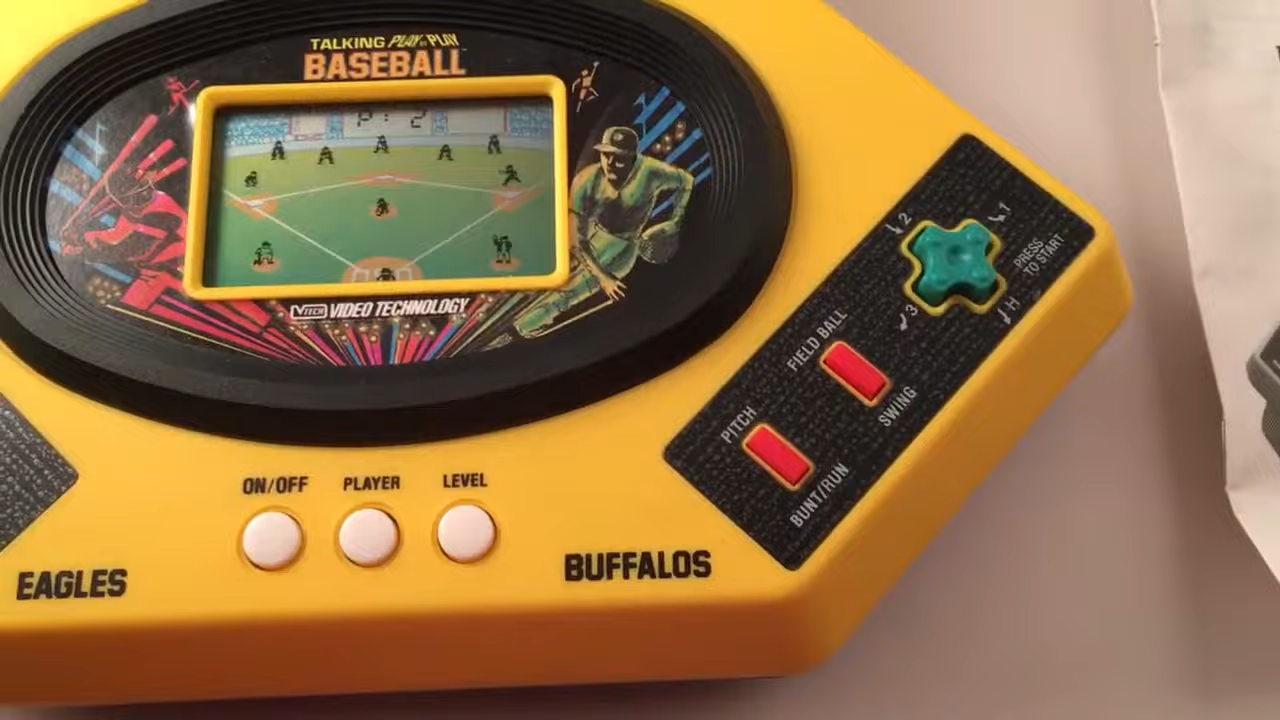 TALKING PLAY BY PLAY
BASEBALL
P: 2
VTECH VIDEO TECHNOLOGY
2
1
PRESS
TO START
3
H
FIELD BALL
SWING
PITCH
BUNT/RUN
ON/OFF
PLAYER
LEVEL
EAGLES
BUFFALOS